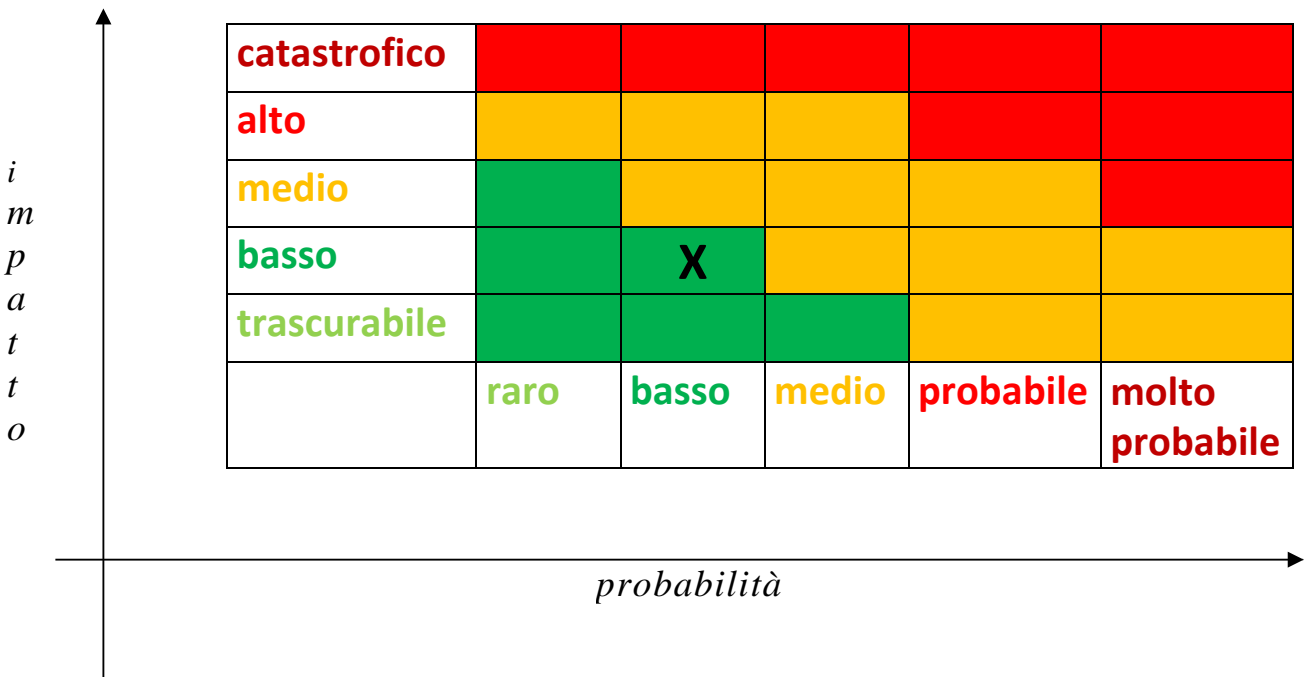 catastrofico
alto
medio
basso X
trascurabile
raro basso medio probabile molto
probabile
i
m
p
a
t
t
o
probabilità